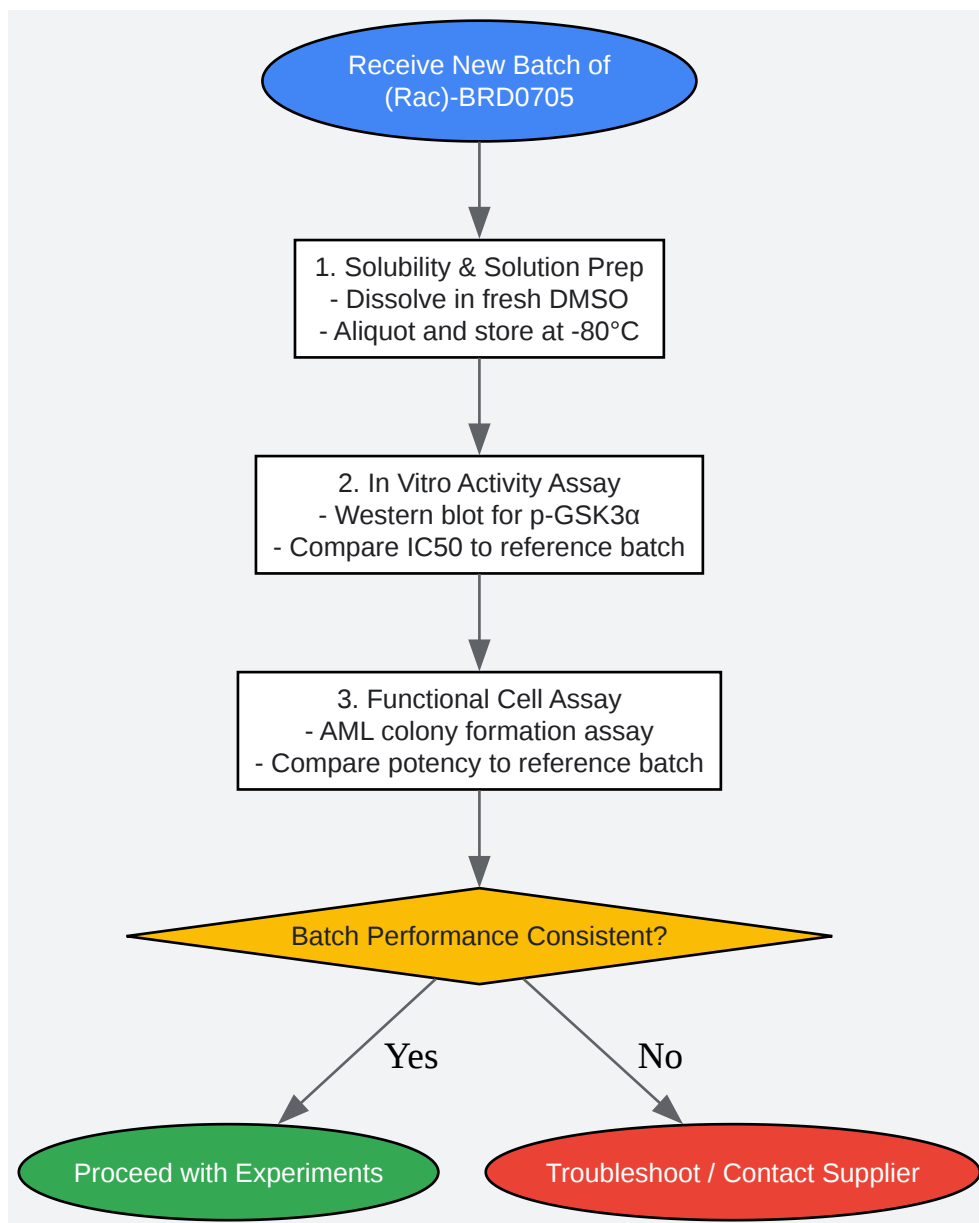 Receive New Batch of
(Rac)-BRD0705
1. Solubility & Solution Prep
- Dissolve in fresh DMSO
- Aliquot and store at -80°C
2. In Vitro Activity Assay
- Western blot for p-GSK3α
- Compare IC50 to reference batch
3. Functional Cell Assay
- AML colony formation assay
- Compare potency to reference batch
Batch Performance Consistent?
Yes
No
Proceed with Experiments
Troubleshoot / Contact Supplier